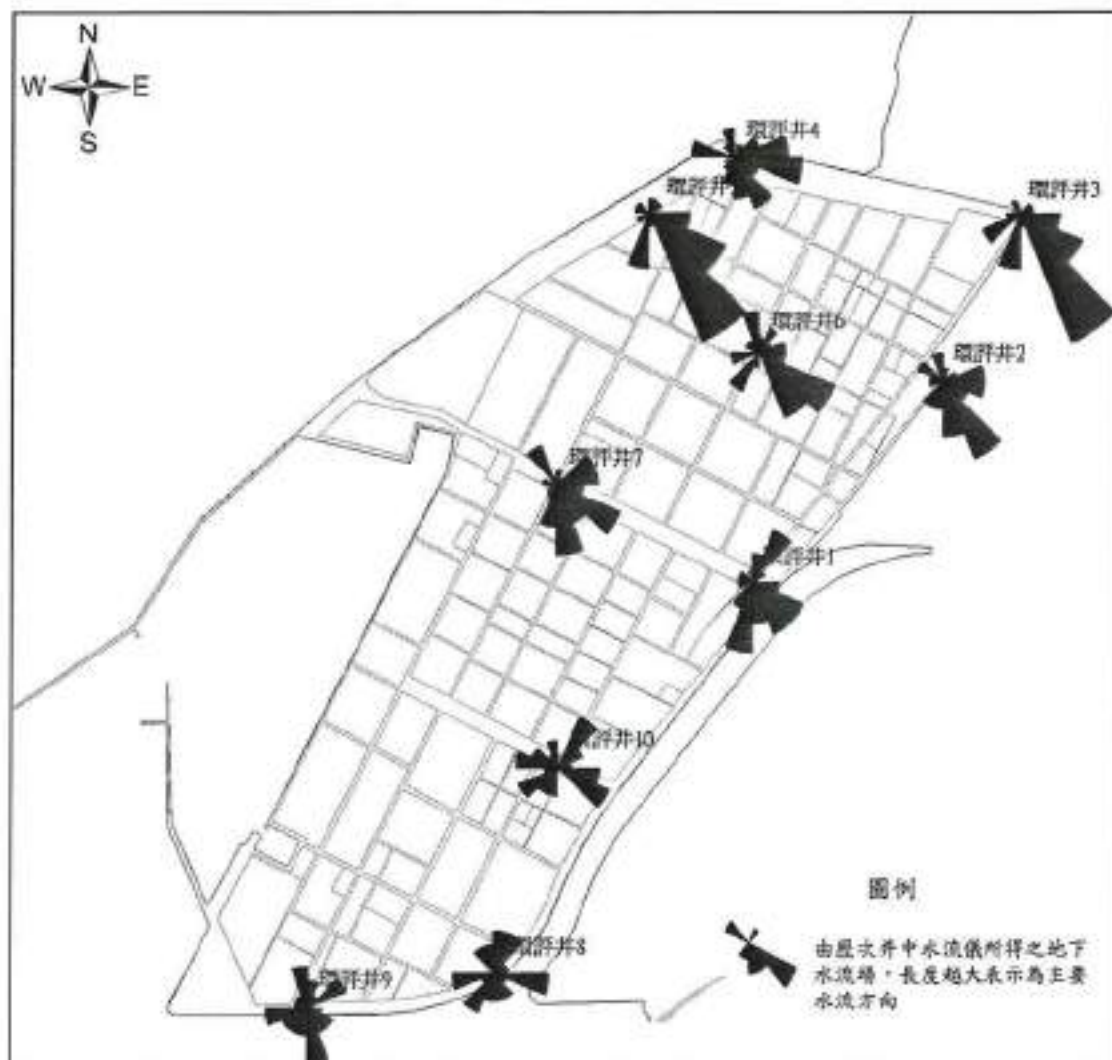 N
W E
S
環評井4
環評井
環評井3
環評井6
環評井2
環評井7
評井1
環評井10
環評井8
環評井9
圖例
由歷次井中水流儀所得之地下
水流場，長度越大表示為主要
水流方向